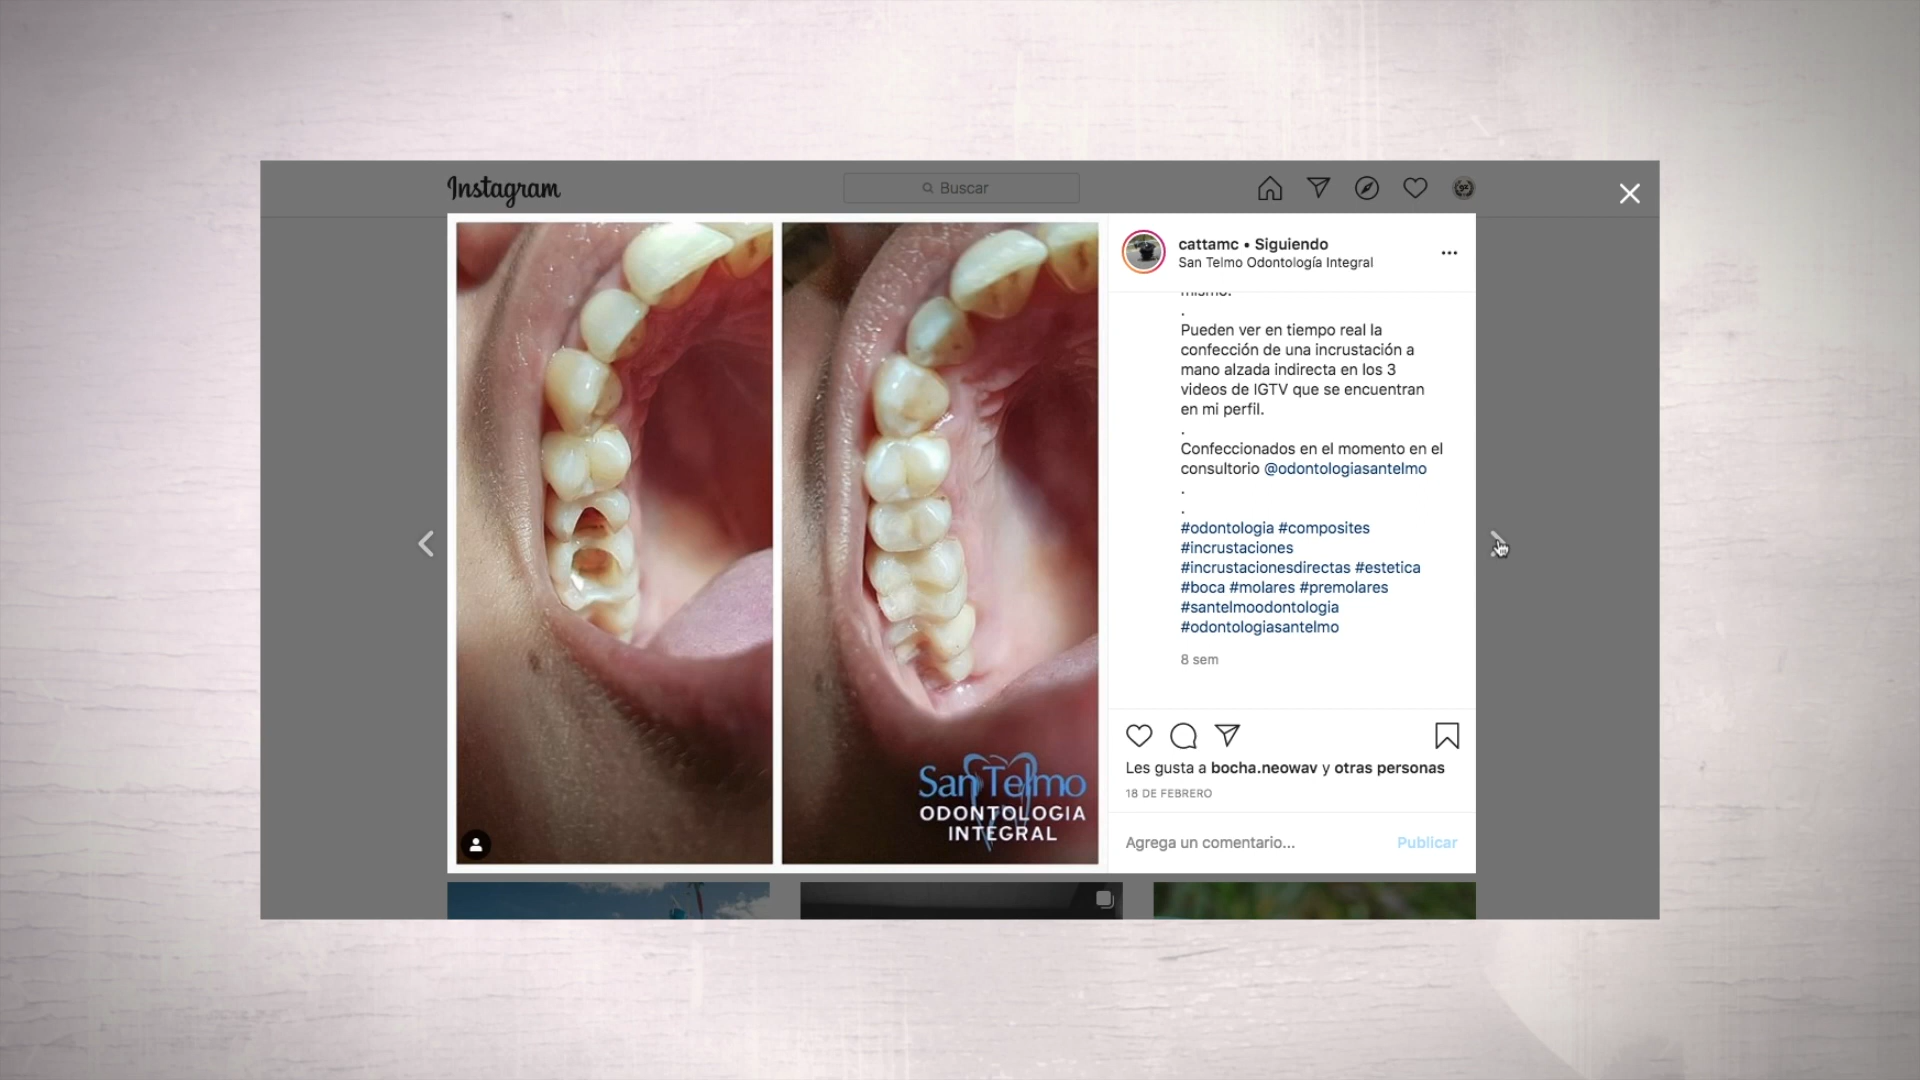 Instagram
Buscar
cattamc • Siguiendo
San Telmo Odontología Integral
mismo.
.
Pueden ver en tiempo real la
confección de una incrustación a
mano alzada indirecta en los 3
videos de IGTV que se encuentran
en mi perfil.
.
Confeccionados en el momento en el
consultorio @odontologiasantelmo
.
.
#odontologia #composites
#incrustaciones
#incrustacionesdirectas #estetica
#boca #molares #premolares
#santelmoodontologia
#odontologiasantelmo
8 sem
Les gusta a bocha.neowav y otras personas
18 DE FEBRERO
Agrega un comentario... Publicar
San Telmo
ODONTOLOGIA
INTEGRAL